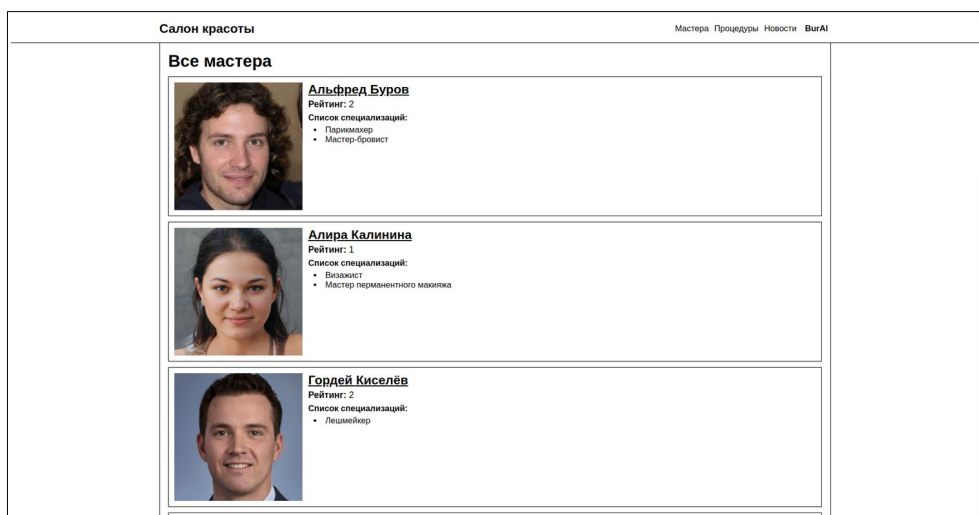 Салон красоты
Мастера Процедуры Новости BurAl
Все мастера
Альфред Буров
Рейтинг: 2
Список специализаций:
• Парикмахер
• Мастер-бровист
Алира Калинина
Рейтинг: 1
Список специализаций:
• Визажист
• Мастер перманентного макияжа
Гордей Киселёв
Рейтинг: 2
Список специализаций:
• Лешмейкер